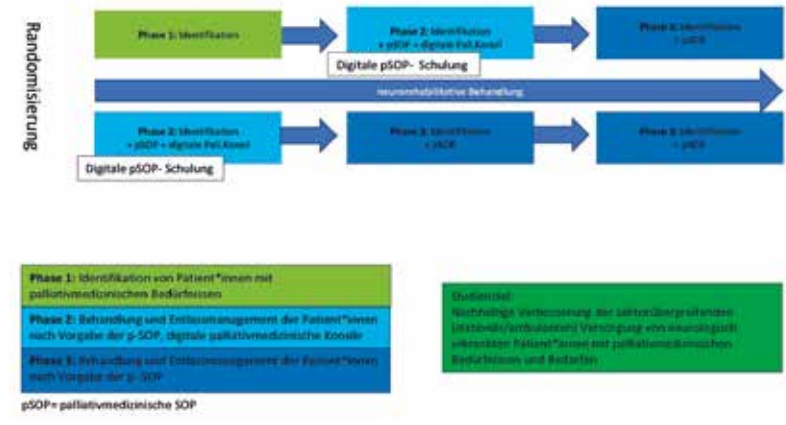 Randomisierung
Phase 1: Identifikation
Phase 2: Identifikation
+ pSOP + digitale Pall.Konsil
Phase 3: Identifikation
+ pSOP
Digitale pSOP- Schulung
neurorehabilitative Behandlung
Phase 2: Identifikation
+ pSOP + digitale Pall.Konsil
Phase 3: Identifikation
+ pSOP
Phase 3: Identifikation
+ pSOP
Digitale pSOP- Schulung
Phase 1: Identifikation von Patient*innen mit
palliativmedizinischen Bedürfnissen
Phase 2: Behandlung und Entlassmanagement der Patient*innen
nach Vorgabe der p-SOP, digitale palliativmedizinische Konsile
Phase 3: Behandlung und Entlassmanagement der Patient*innen
nach Vorgabe der p-SOP
pSOP= palliativmedizinische SOP
Studienziel:
Nachhaltige Verbesserung der sektorübergreifenden
(stationär/ambulanten) Versorgung von neurologisch
erkrankten Patient*innen mit palliativmedizinischen
Bedürfnissen und Bedarfen